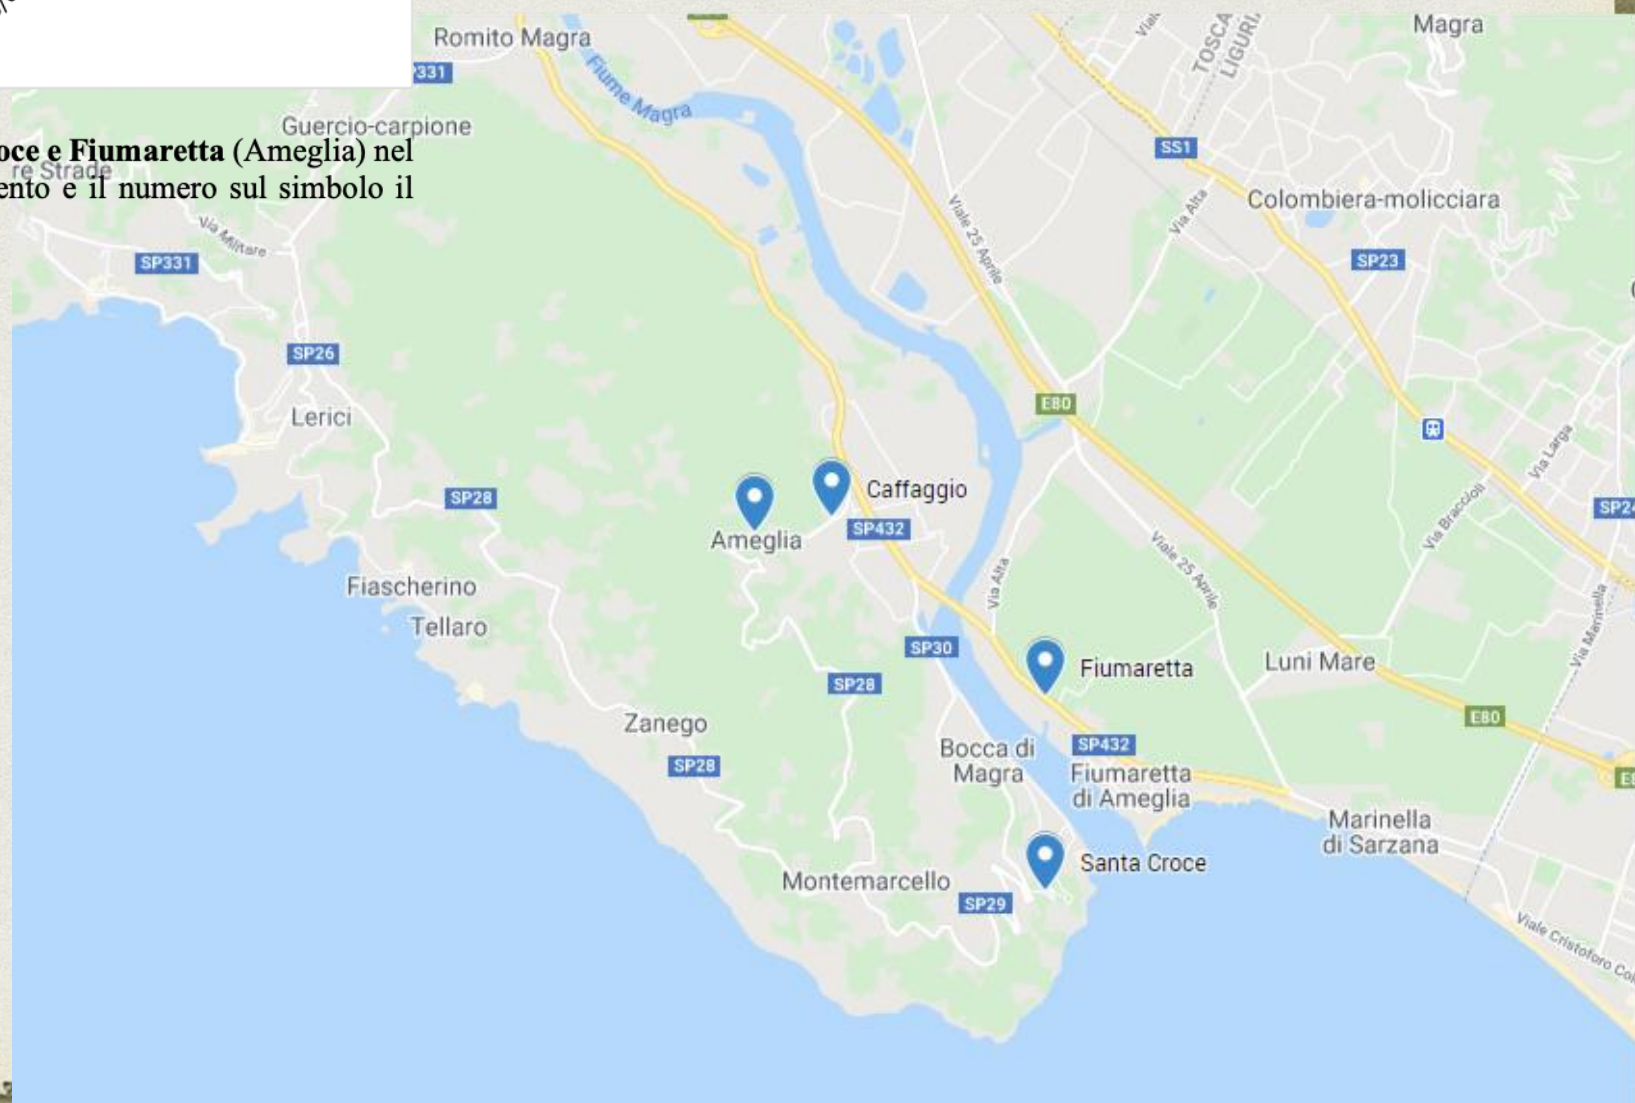 Romito Magra
Magra
Fiume Magra
TOSCA
LIGURI
Guercio-carpione
SS1
oce e Fiumaretta (Ameglia) nel
re Strade
ento e il numero sul simbolo il
Colombiera-molicciara
Via Militare
Viale 25 Aprile
Via Alta
SP331
SP23
SP26
Lerici
E80
Via Larga
SP28
Caffaggio
SP432
Ameglia
Via Braccioli
Viale 25 Aprile
Via Alta
Fiascherino
Tellaro
Via Marinella
SP30
Fiumaretta
Luni Mare
SP28
Zanego
E80
SP28
Bocca di
Magra
SP432
Fiumaretta
di Ameglia
Marinella
di Sarzana
Santa Croce
Montemarcello
SP29
Viale Cristoforo Co